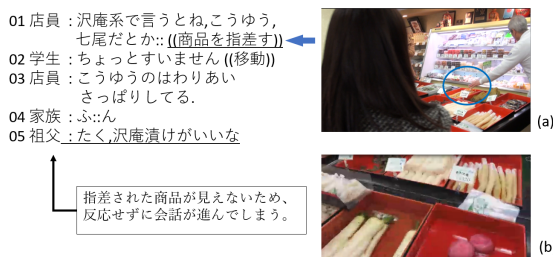 01 店員 : 沢庵系で言うとね,こうゆう,
七尾だとか:: ((商品を指差す))
02 学生 : ちょっとすいません ((移動))
03 店員 : こうゆうのはわりあい
さっぱりしてる.
04 家族 : ふ::ん
05 祖父 : たく,沢庵漬けがいいな
指差された商品が見えないため、
反応せずに会話が進んでしまう。
(a)
(b